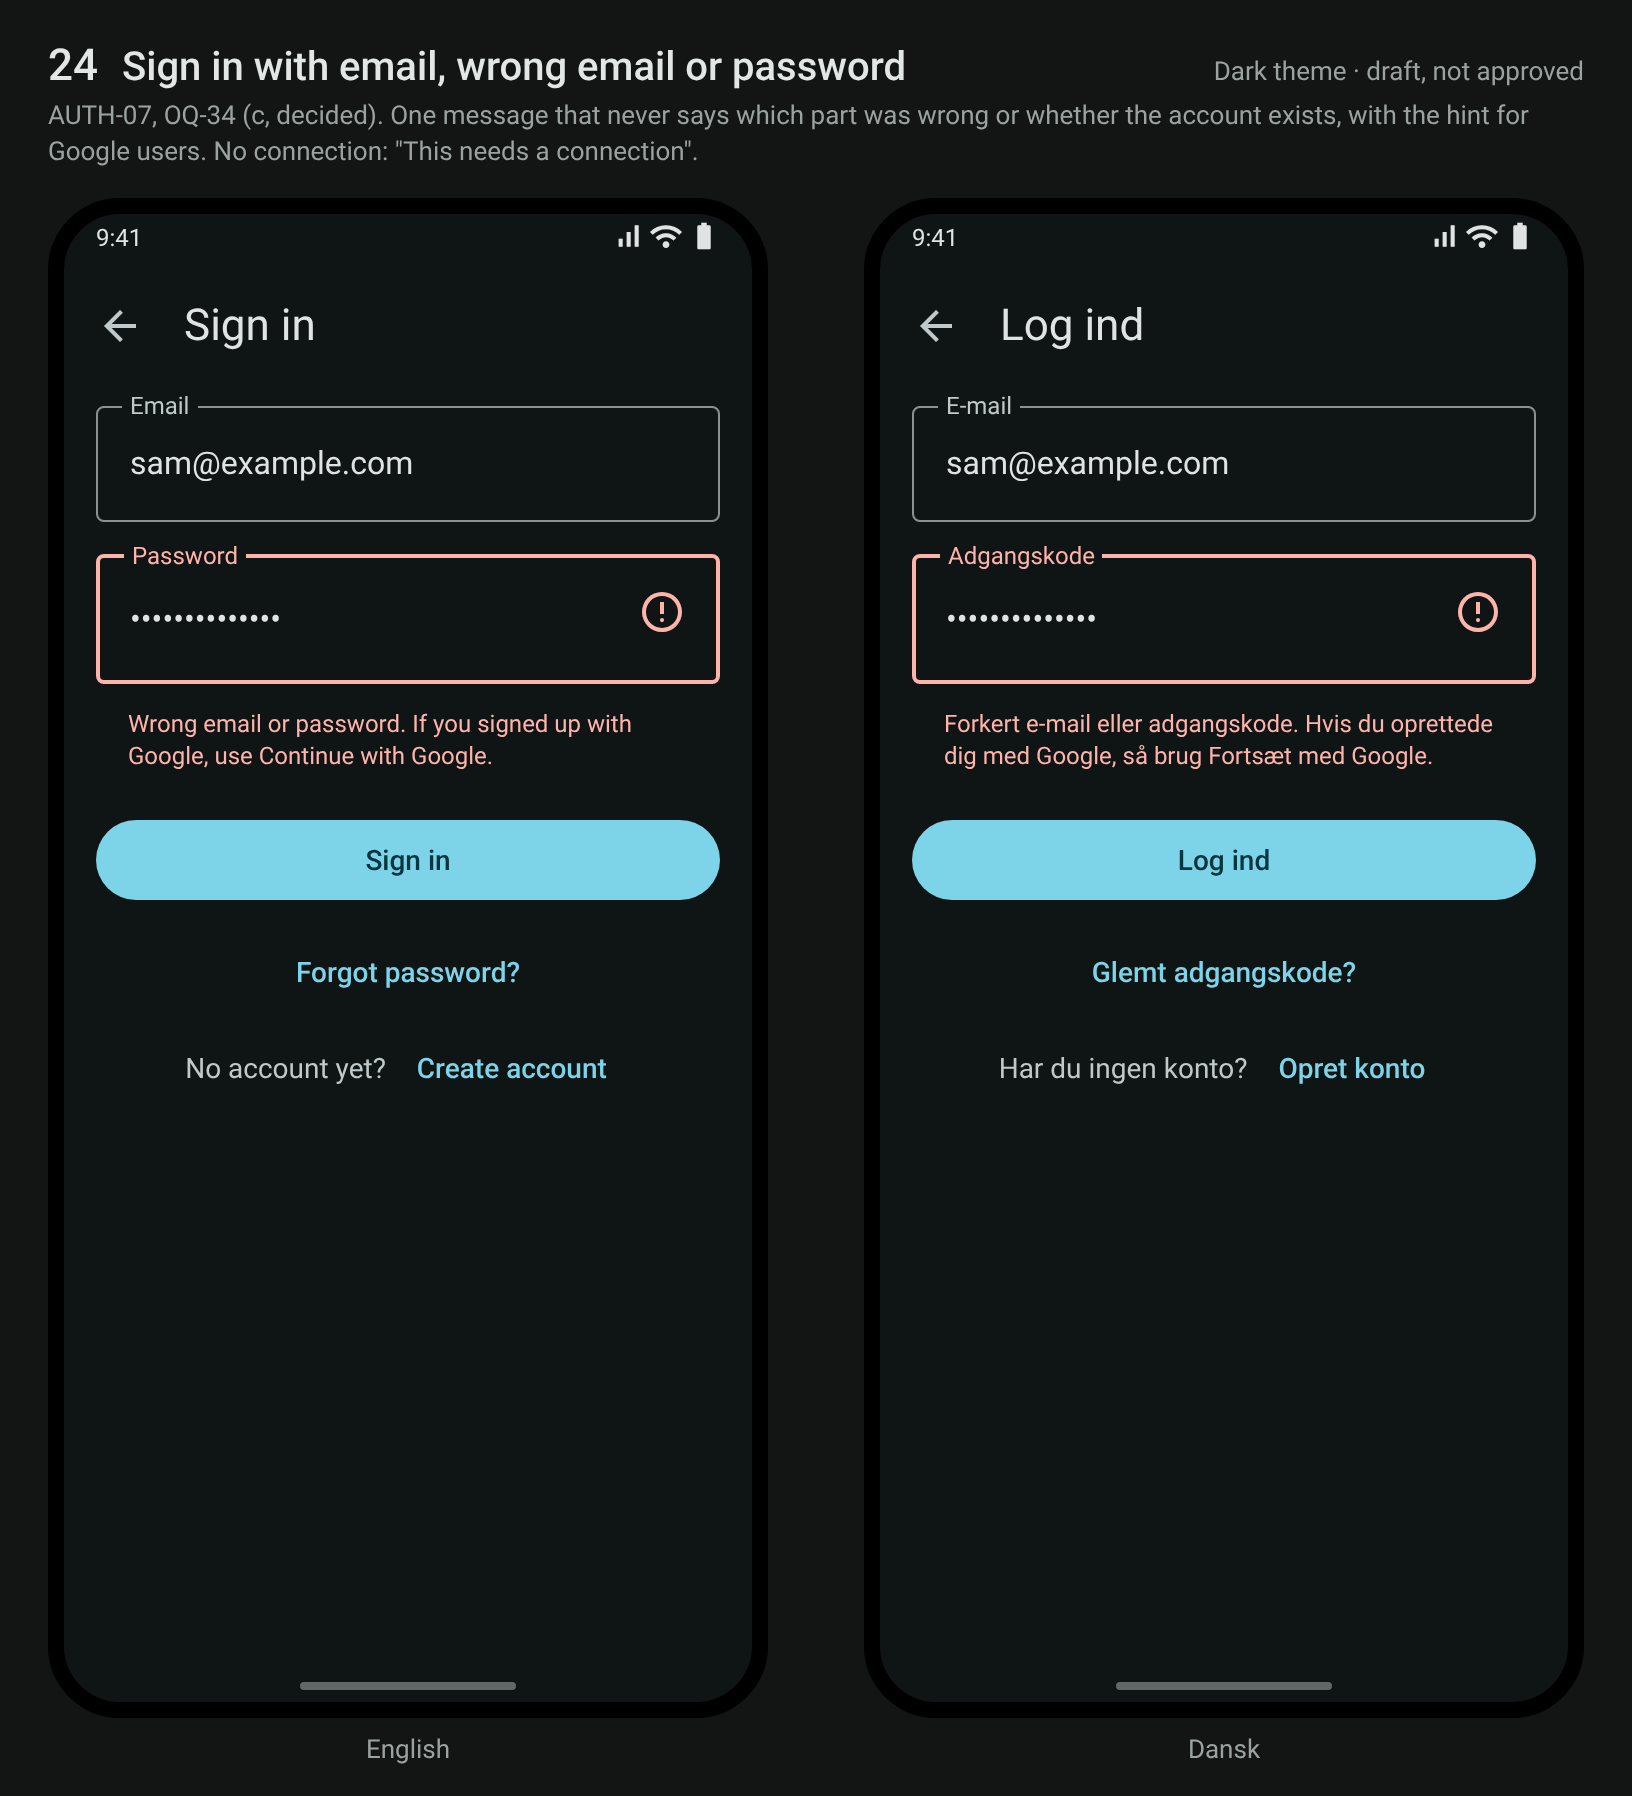 24 Sign in with email, wrong email or password
Dark theme · draft, not approved
AUTH-07, OQ-34 (c, decided). One message that never says which part was wrong or whether the account exists, with the hint for
Google users. No connection: "This needs a connection".
9:41
Sign in
Email
sam@example.com
Password
••••••••••••••
Wrong email or password. If you signed up with
Google, use Continue with Google.
Sign in
Forgot password?
No account yet? Create account
English
9:41
Log ind
E-mail
sam@example.com
Adgangskode
••••••••••••••
Forkert e-mail eller adgangskode. Hvis du oprettede
dig med Google, så brug Fortsæt med Google.
Log ind
Glemt adgangskode?
Har du ingen konto? Opret konto
Dansk